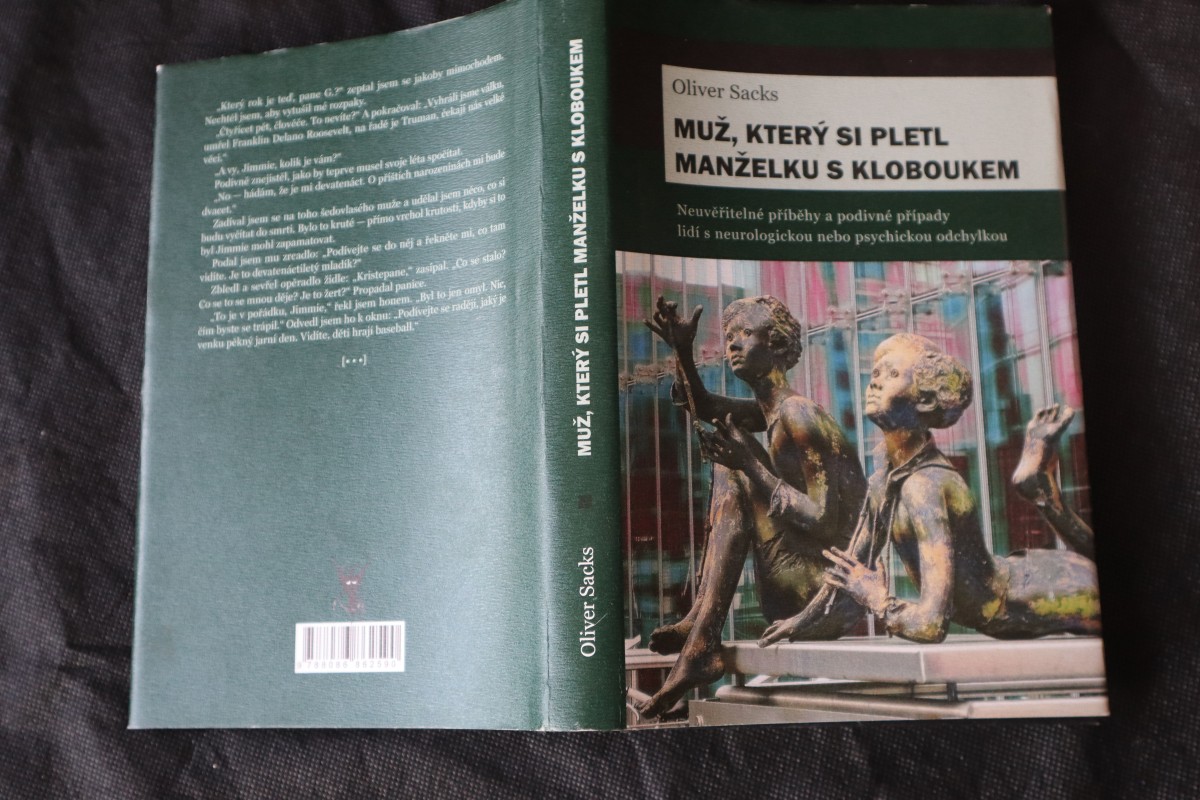 „Který rok je teď, pane G.?“ zeptal jsem se jakoby mimochodem.
Nechtěl jsem, aby vytušil mé rozpaky.
„Čtyřicet pět, člověče. To nevíte?“ A pokračoval: „Vyhráli jsme válku,
umřel Franklin Delano Roosevelt, na řadě je Truman, čekají nás velké
věci.“
„A vy, Jimmie, kolik je vám?“
Podivně znejistěl, jako by teprve musel svoje léta spočítat.
„No — hádám, že je mi devatenáct. O příštích narozeninách mi bude
dvacet.“
Zadíval jsem se na toho šedovlasého muže a udělal jsem něco, co si
budu vyčítat do smrti. Bylo to kruté — přímo vrchol krutosti, kdyby si to
byl Jimmie mohl zapamatovat.
Podal jsem mu zrcadlo: „Podívejte se do něj a řekněte mi, co tam
vidíte. Je to devatenáctiletý mladík?“
Zbledl a sevřel opěradlo židle: „Kristepane,“ zasípal. „Co se stalo?
Co se to se mnou děje? Je to žert?“ Propadal panice.
„To je v pořádku, Jimmie,“ řekl jsem honem. „Byl to jen omyl. Nic,
čím byste se trápil.“ Odvedl jsem ho k oknu: „Podívejte se raději, jaký je
venku pěkný jarní den. Vidíte, děti hrají baseball.“
[•••]
MUŽ, KTERÝ SI PLETL MANŽELKU S KLOBOUKEM
Oliver Sacks
Oliver Sacks
MUŽ, KTERÝ SI PLETL
MANŽELKU S KLOBOUKEM
Neuvěřitelné příběhy a podivné případy
lidí s neurologickou nebo psychickou odchylkou